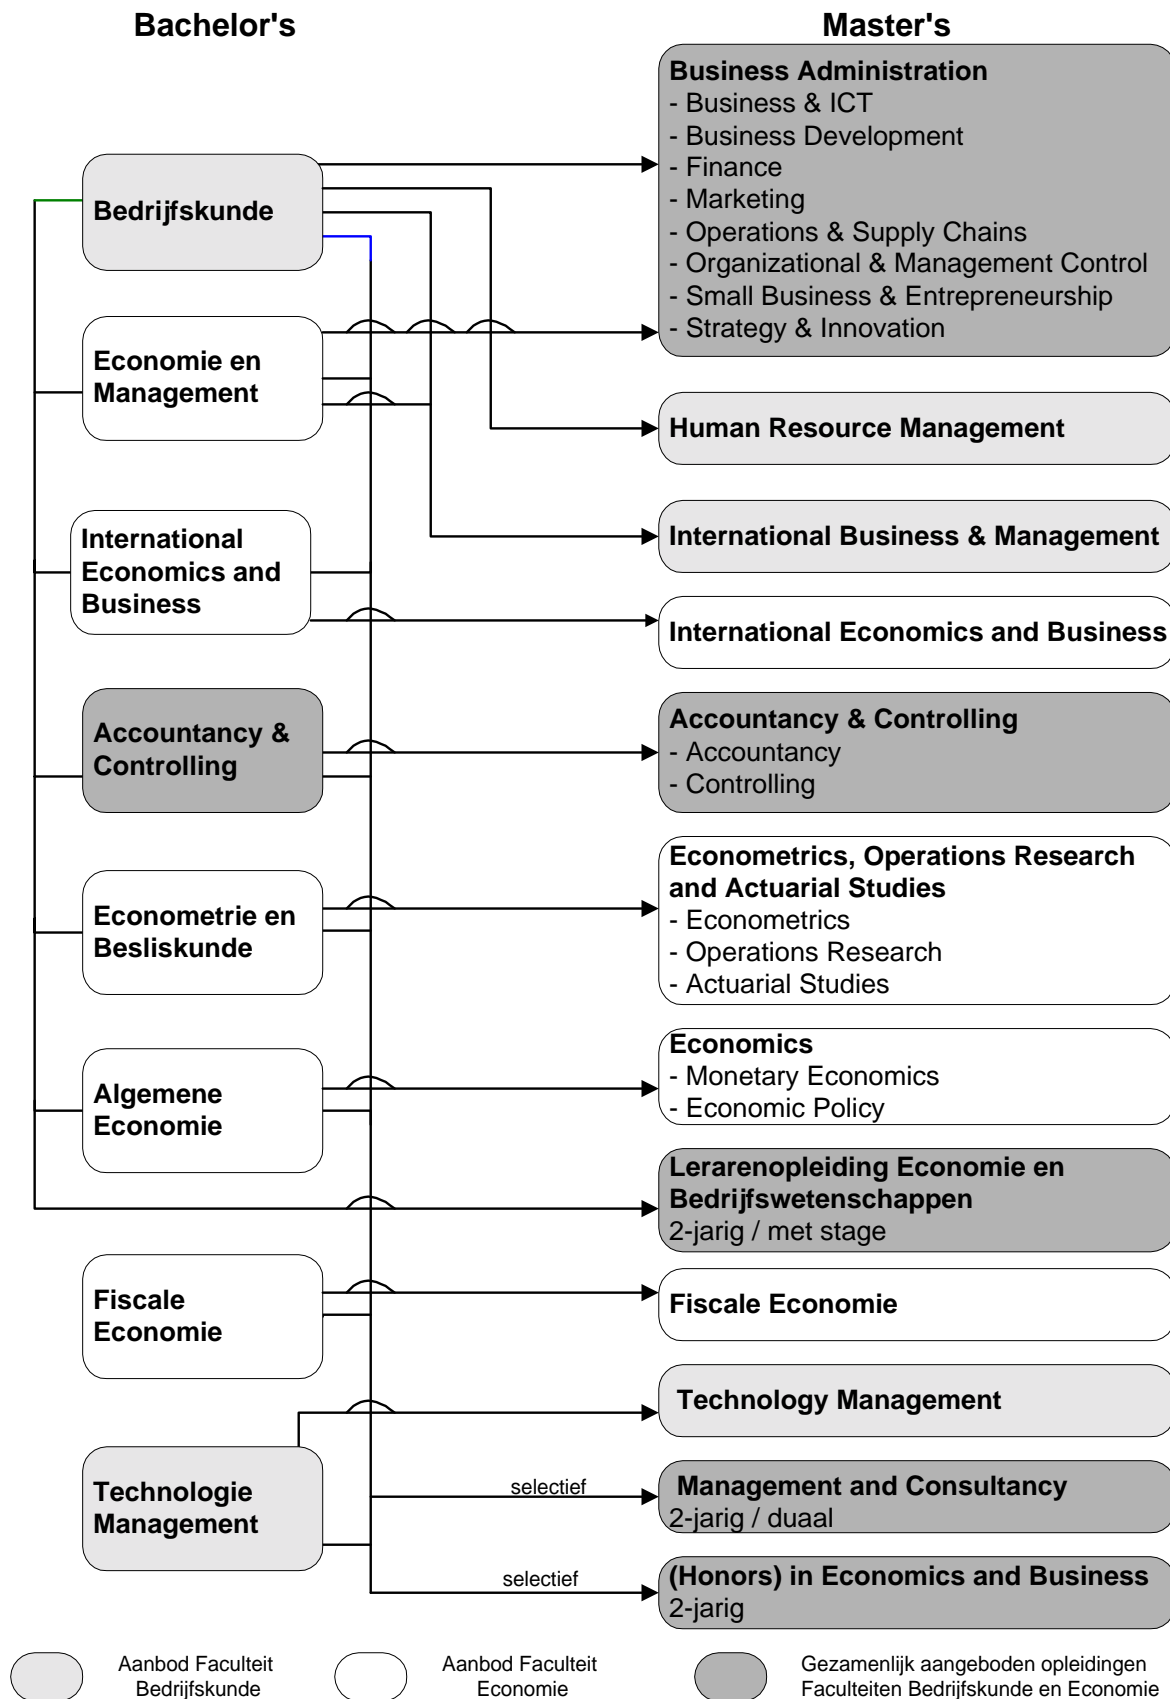 Bachelor's
Master's
Bedrijfskunde
Economie en
Management
International
Economics and
Business
Accountancy &
Controlling
Econometrie en
Besliskunde
Algemene
Economie
Fiscale
Economie
Technologie
Management
Business Administration
- Business & ICT
- Business Development
- Finance
- Marketing
- Operations & Supply Chains
- Organizational & Management Control
- Small Business & Entrepreneurship
- Strategy & Innovation
Human Resource Management
International Business & Management
International Economics and Business
Accountancy & Controlling
- Accountancy
- Controlling
Econometrics, Operations Research
and Actuarial Studies
- Econometrics
- Operations Research
- Actuarial Studies
Economics
- Monetary Economics
- Economic Policy
Lerarenopleiding Economie en
Bedrijfswetenschappen
2-jarig / met stage
Fiscale Economie
Technology Management
selectief
Management and Consultancy
2-jarig / duaal
selectief
(Honors) in Economics and Business
2-jarig
Aanbod Faculteit
Bedrijfskunde
Aanbod Faculteit
Economie
Gezamenlijk aangeboden opleidingen
Faculteiten Bedrijfskunde en Economie